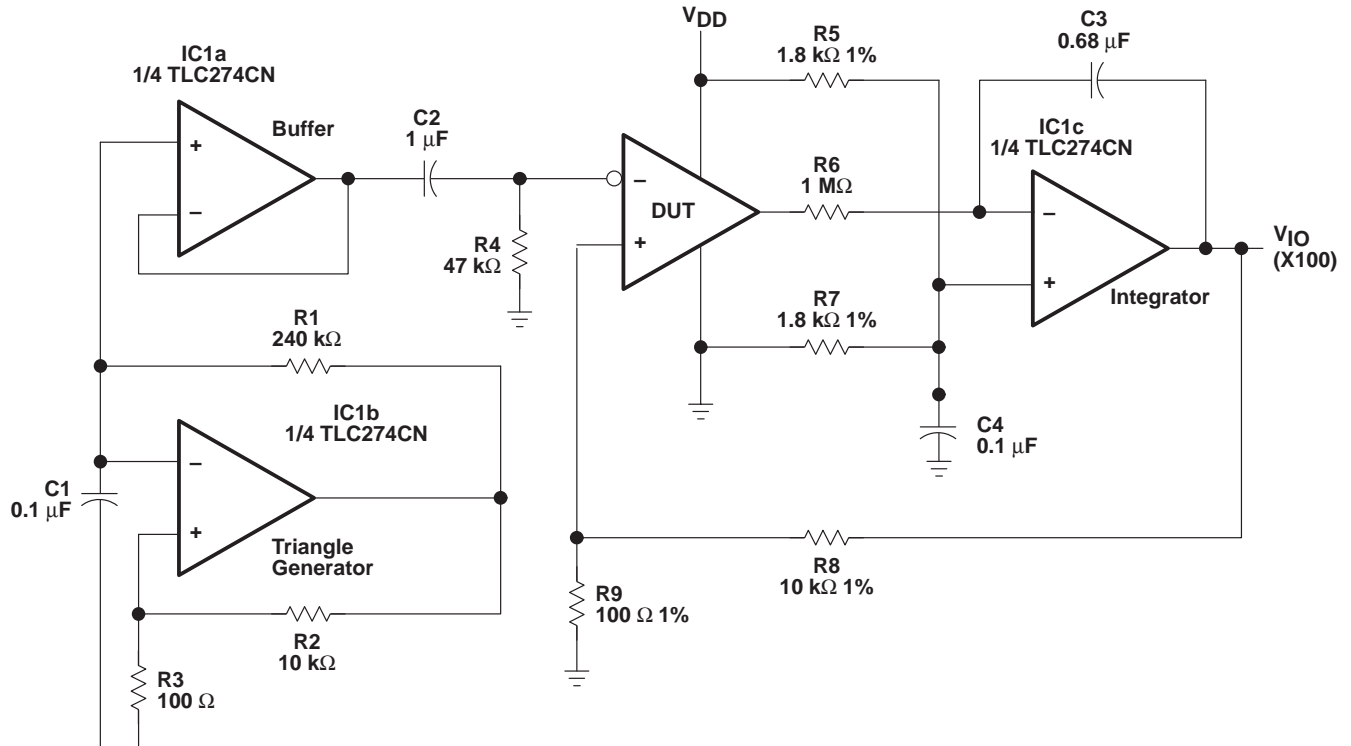 IC1a
1/4 TLC274CN
Buffer
+
−
C2
1 μF
R4
47 kΩ
VDD
DUT
−
+
R5
1.8 kΩ 1%
R6
1 MΩ
R7
1.8 kΩ 1%
C3
0.68 μF
IC1c
1/4 TLC274CN
−
+
Integrator
VIO
(X100)
C4
0.1 μF
R1
240 kΩ
IC1b
1/4 TLC274CN
−
+
Triangle
Generator
C1
0.1 μF
R2
10 kΩ
R3
100 Ω
R8
10 kΩ 1%
R9
100 Ω 1%